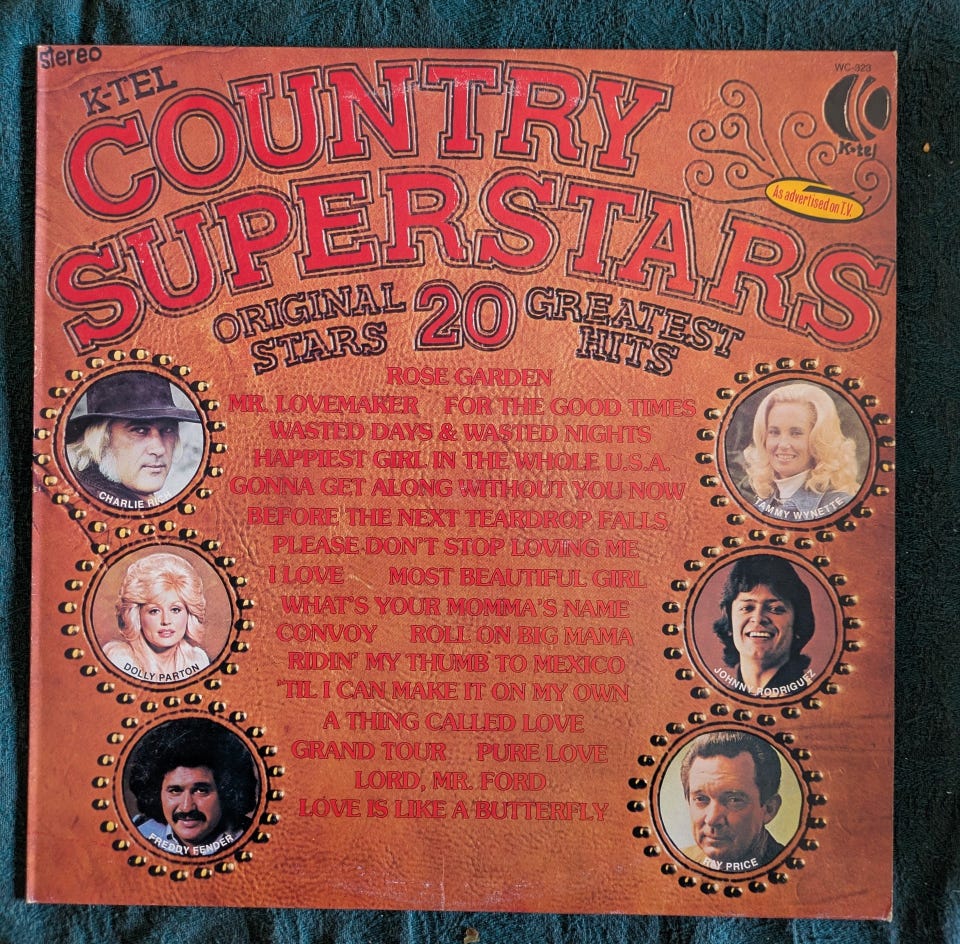 stereo
K-TEL
WC-323
COUNTRY
K-tel
SUPERSTARS
As advertised on T.V.
ORIGINAL STARS
20
GREATEST HITS
ROSE GARDEN
MR. LOVEMAKER FOR THE GOOD TIMES
WASTED DAYS & WASTED NIGHTS
HAPPIEST GIRL IN THE WHOLE U.S.A.
GONNA GET ALONG WITHOUT YOU NOW
BEFORE THE NEXT TEARDROP FALLS
PLEASE DON'T STOP LOVING ME
I LOVE MOST BEAUTIFUL GIRL
WHAT'S YOUR MOMMA'S NAME
CONVOY ROLL ON BIG MAMA
RIDIN' MY THUMB TO MEXICO
'TIL I CAN MAKE IT ON MY OWN
A THING CALLED LOVE
GRAND TOUR PURE LOVE
LORD, MR. FORD
LOVE IS LIKE A BUTTERFLY
CHARLIE RICH
TAMMY WYNETTE
DOLLY PARTON
JOHNNY RODRIGUEZ
FREDDY FENDER
RAY PRICE